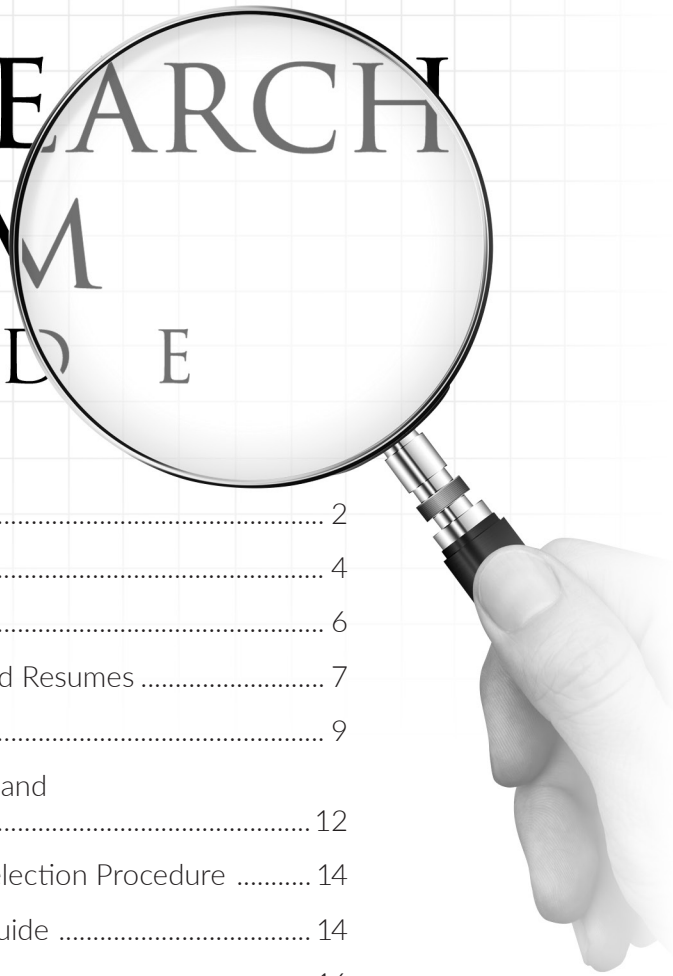 EARCH
M
D E
2
4
6
d Resumes 7
9
and
12
lection Procedure 14
uide 14